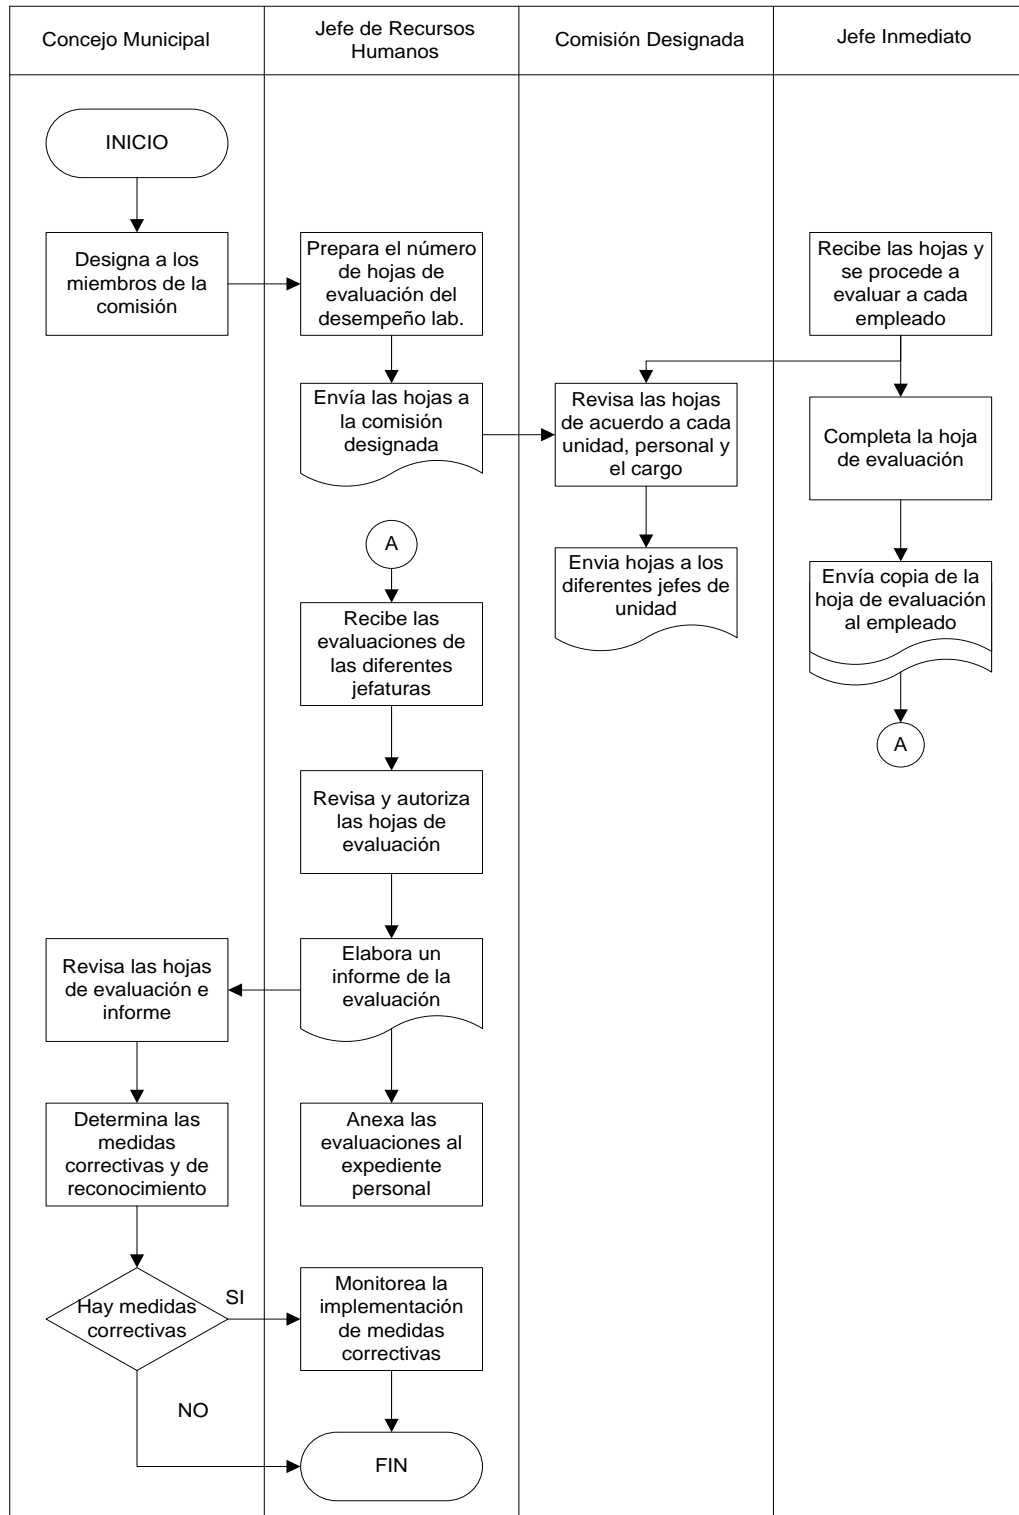 Concejo Municipal
Jefe de Recursos
Humanos
Comisión Designada
Jefe Inmediato
INICIO
Designa a los
miembros de la
comisión
Prepara el número
de hojas de
evaluación del
desempeño lab.
Recibe las hojas y
se procede a
evaluar a cada
empleado
Envía las hojas a
la comisión
designada
Revisa las hojas
de acuerdo a cada
unidad, personal y
el cargo
Completa la hoja
de evaluación
A
Envia hojas a los
diferentes jefes de
unidad
Envía copia de la
hoja de evaluación
al empleado
Recibe las
evaluaciones de
las diferentes
jefaturas
A
Revisa y autoriza
las hojas de
evaluación
Revisa las hojas
de evaluación e
informe
Elabora un
informe de la
evaluación
Determina las
medidas
correctivas y de
reconocimiento
Anexa las
evaluaciones al
expediente
personal
Hay medidas
correctivas
SI
Monitorea la
implementación
de medidas
correctivas
NO
FIN